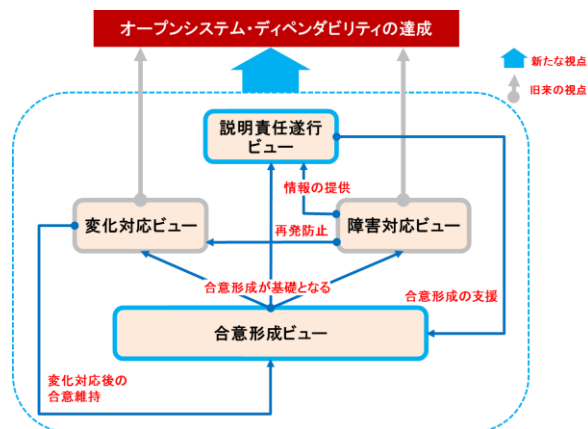 オープンシステム・ディペンダビリティの達成
新たな視点
旧来の視点
説明責任遂行
ビュー
情報の提供
変化対応ビュー
再発防止
障害対応ビュー
合意形成が基礎となる
合意形成の支援
合意形成ビュー
変化対応後の
合意維持